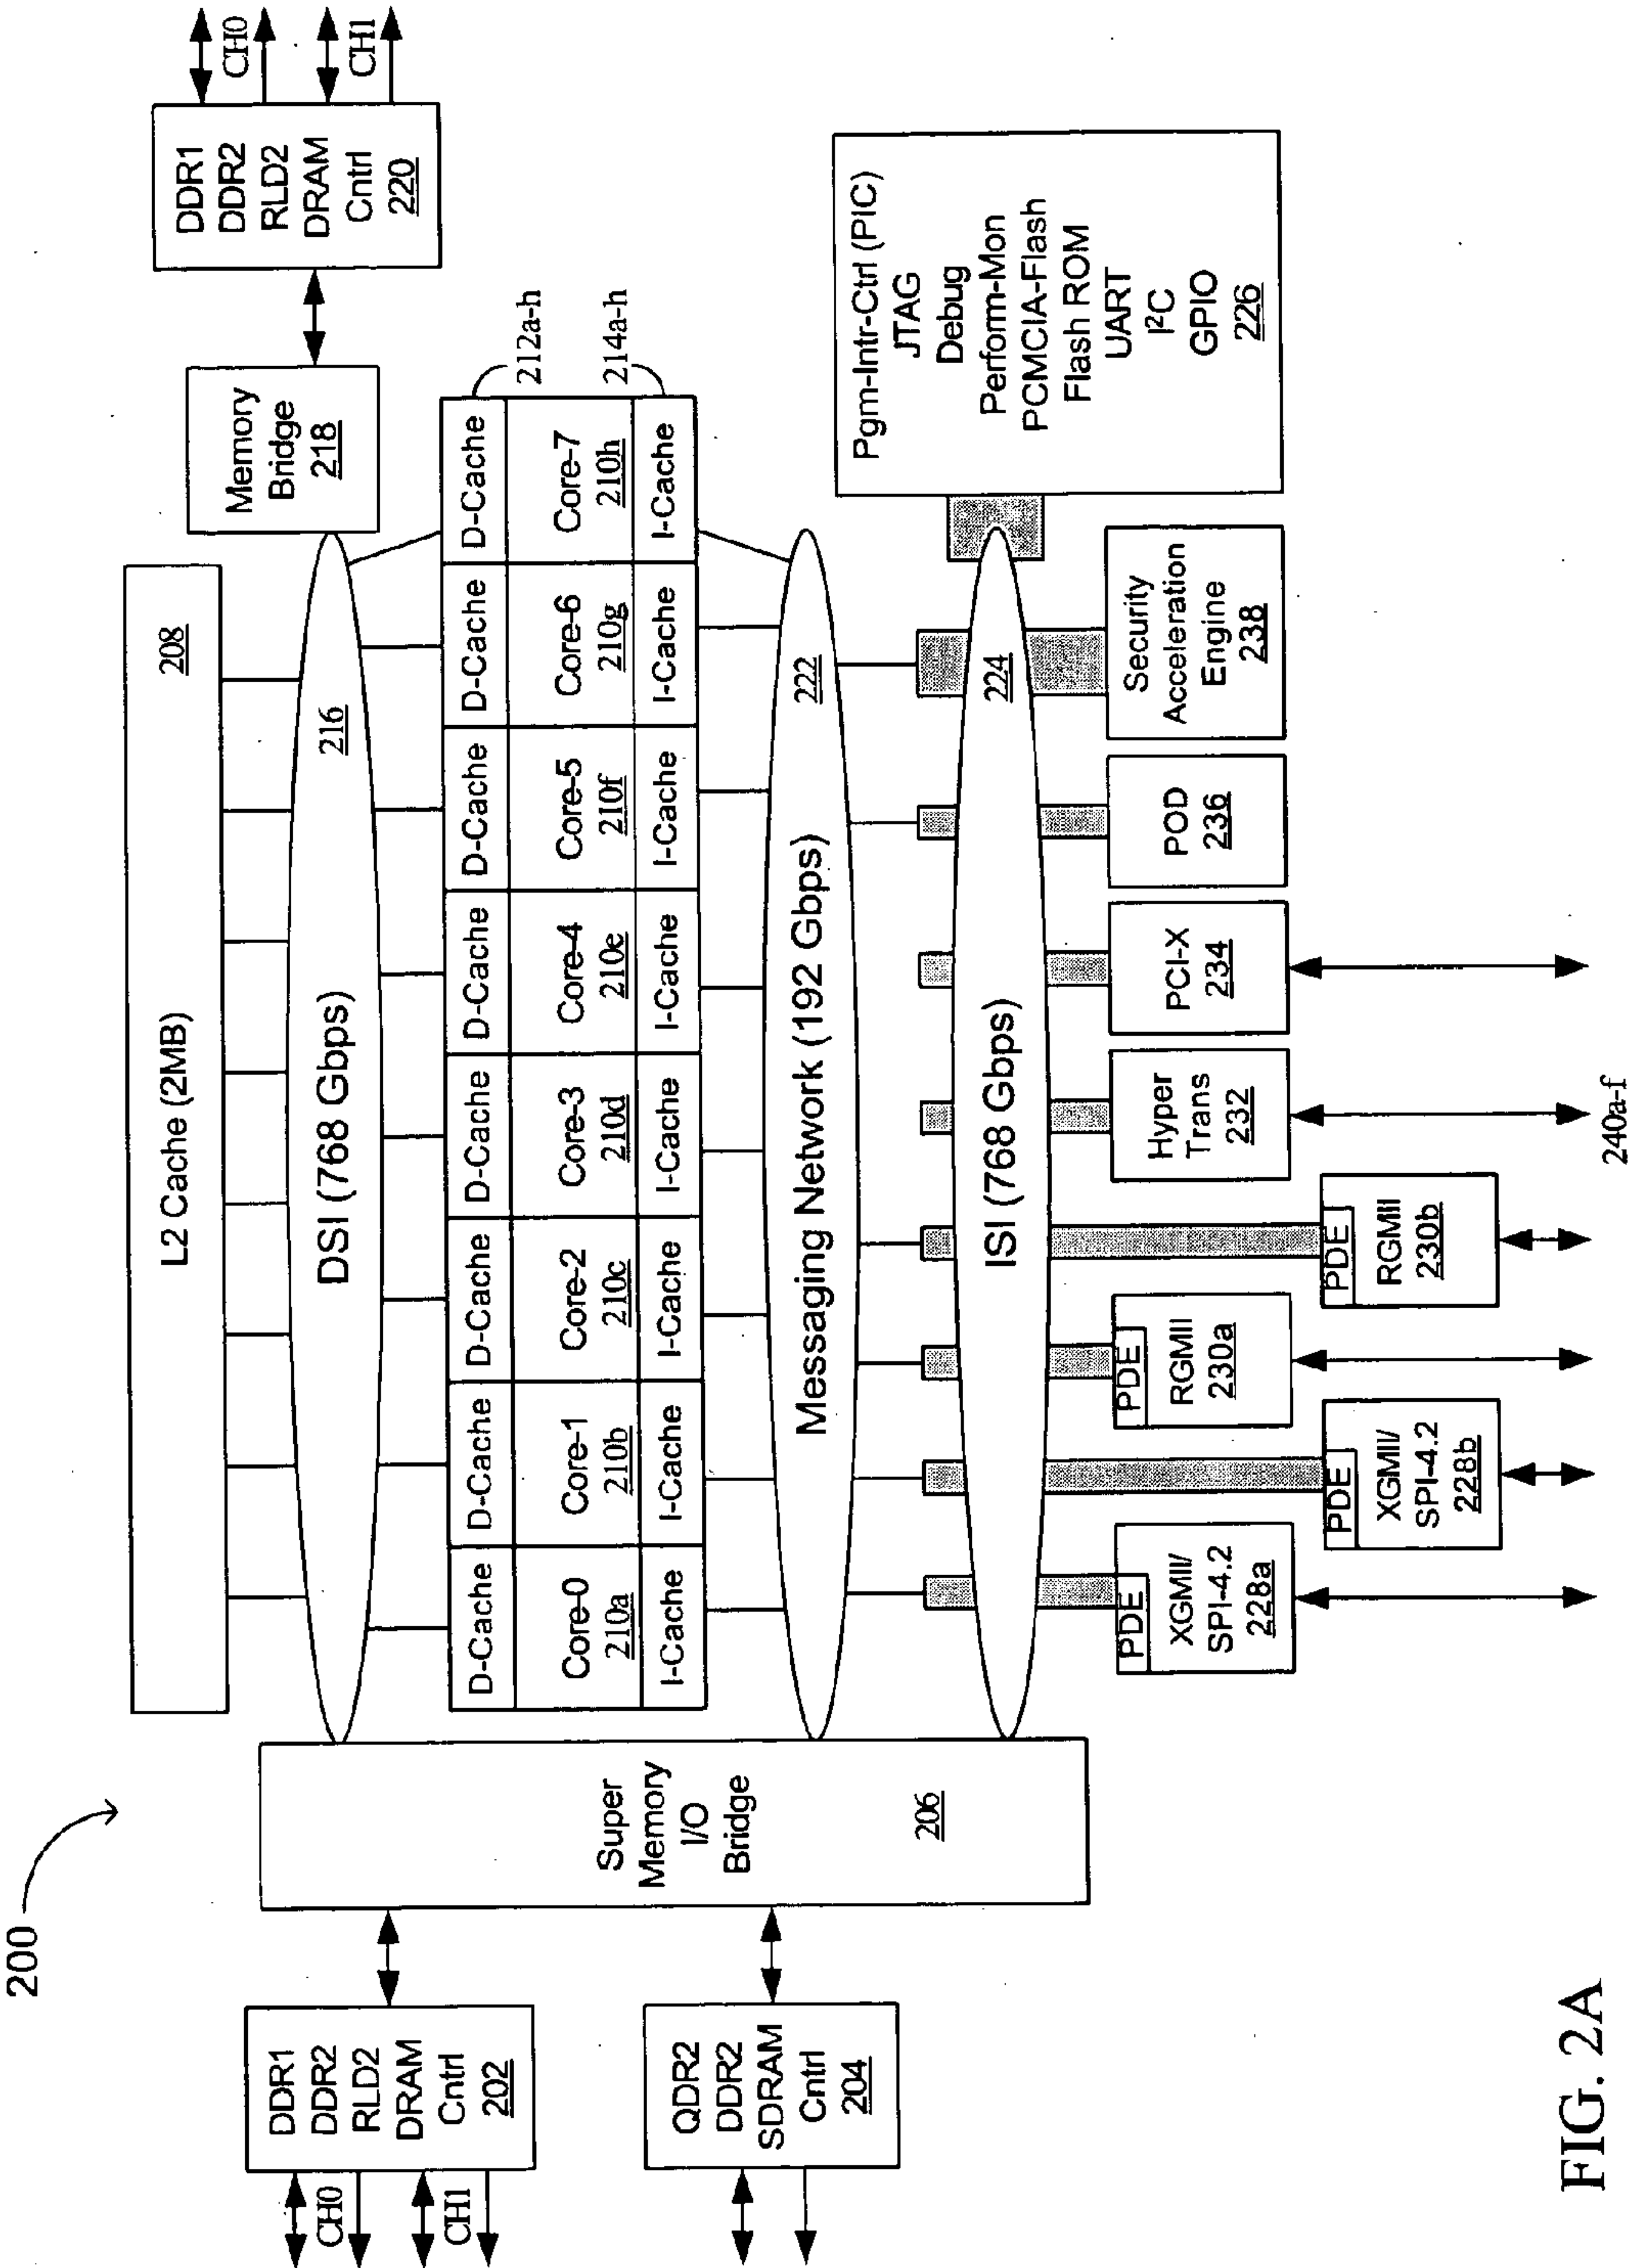 200
DDR1
DDR2
RLD2
DRAM
Cntrl
202
CH0
CH1
QDR2
DDR2
SDRAM
Cntrl
204
Super
Memory
I/O
Bridge
206
L2 Cache (2MB)
208
DSI (768 Gbps)
216
Memory
Bridge
218
DDR1
DDR2
RLD2
DRAM
Cntrl
220
CH0
CH1
D-Cache
D-Cache
D-Cache
D-Cache
D-Cache
D-Cache
D-Cache
D-Cache
212a-h
Core-0
210a
Core-1
210b
Core-2
210c
Core-3
210d
Core-4
210e
Core-5
210f
Core-6
210g
Core-7
210h
I-Cache
I-Cache
I-Cache
I-Cache
I-Cache
I-Cache
I-Cache
I-Cache
214a-h
Messaging Network (192 Gbps)
222
ISI (768 Gbps)
224
Pgm-Intr-Ctrl (PIC)
JTAG
Debug
Perform-Mon
PCMCIA-Flash
Flash ROM
UART
I²C
GPIO
226
PDE
XGMII/
SPI-4.2
228a
PDE
XGMII/
SPI-4.2
228b
PDE
RGMII
230a
PDE
RGMII
230b
Hyper
Trans
232
PCI-X
234
POD
236
Security
Acceleration
Engine
238
240a-f
FIG. 2A